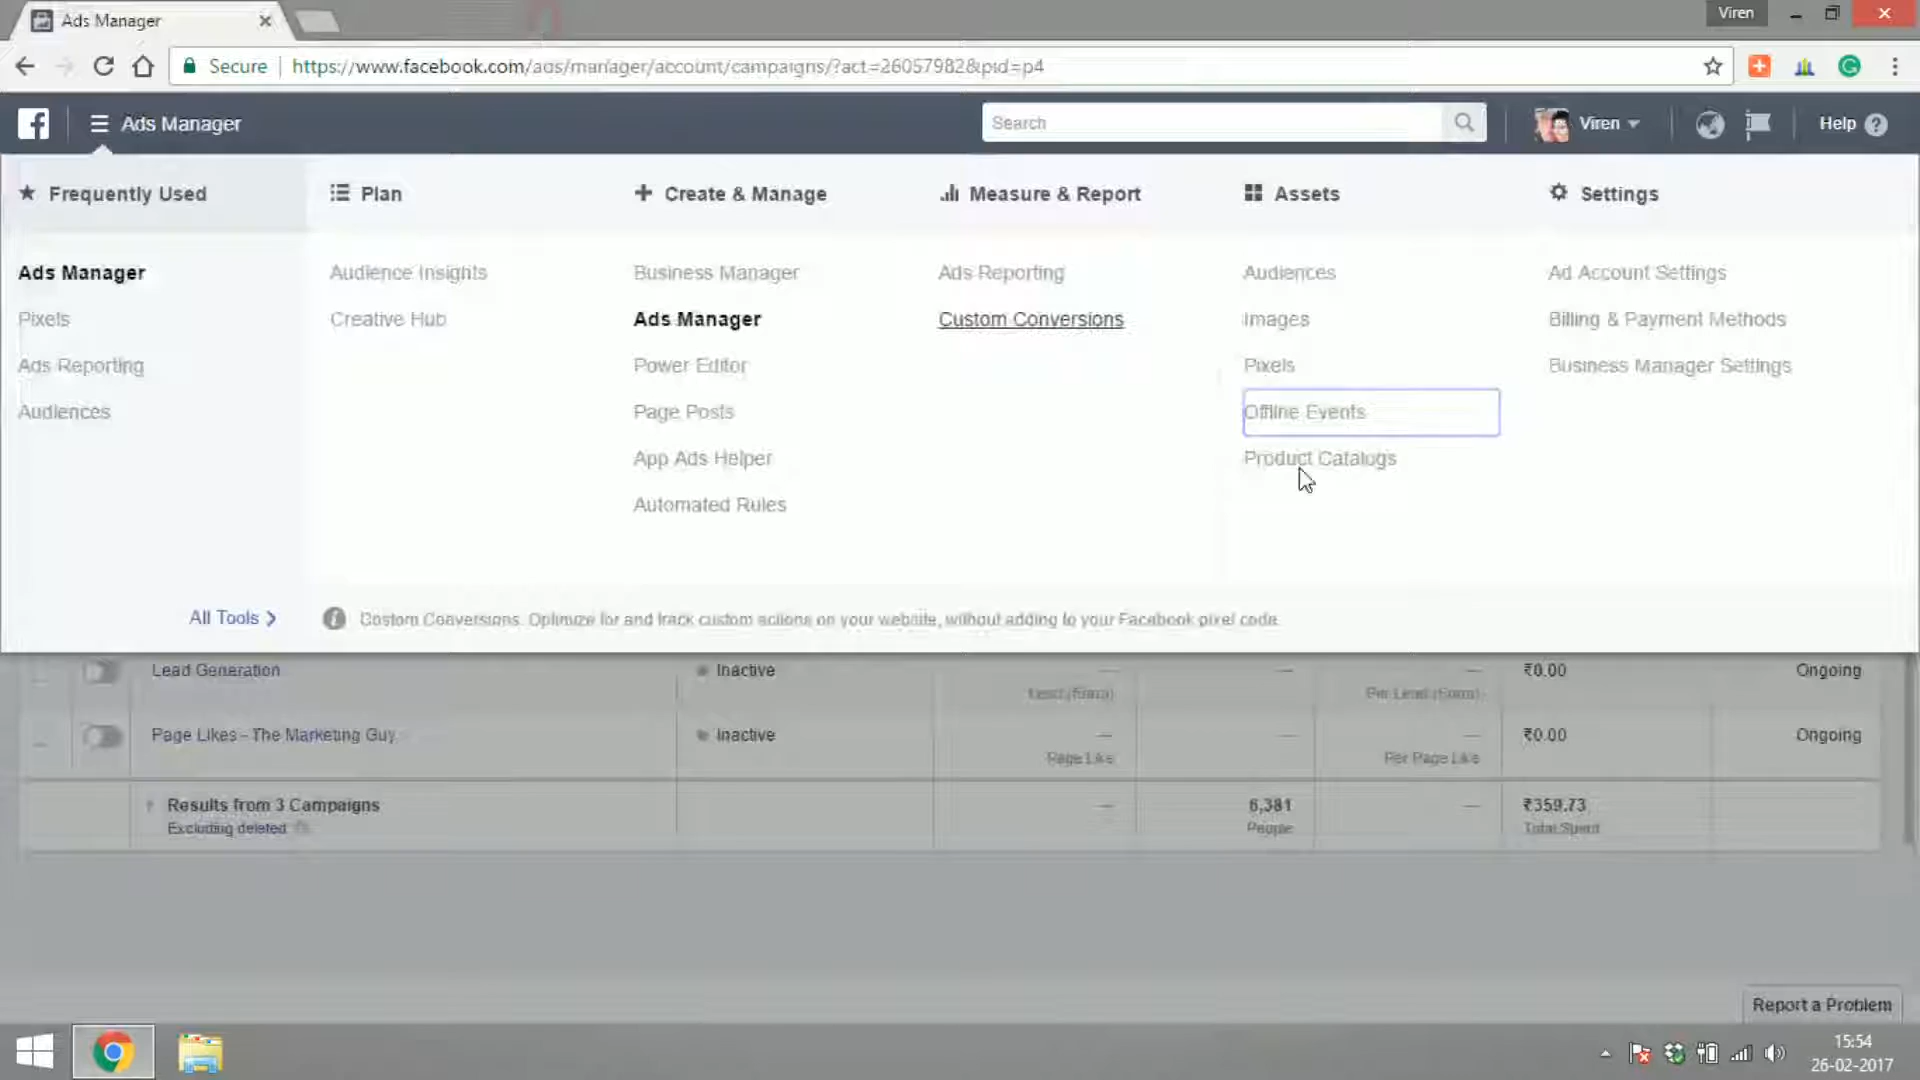 Ads Manager
Viren
Secure
https://www.facebook.com/ads/manager/account/campaigns/?act=26057982&pid=p4
Ads Manager
Search
Viren
Help
Frequently Used
Plan
Create & Manage
Measure & Report
Assets
Settings
Ads Manager
Audience Insights
Business Manager
Ads Reporting
Audiences
Ad Account Settings
Pixels
Creative Hub
Ads Manager
Custom Conversions
Images
Billing & Payment Methods
Ads Reporting
Power Editor
Pixels
Business Manager Settings
Audiences
Page Posts
Offline Events
App Ads Helper
Product Catalogs
Automated Rules
All Tools
Custom Conversions. Optimize for and track custom actions on your website, without adding to your Facebook pixel code.
Lead Generation
Inactive
—
—
—
₹0.00
Ongoing
Lead (Form)
Per Lead (Form)
Page Likes - The Marketing Guy
Inactive
—
—
—
₹0.00
Ongoing
Page Like
Per Page Like
Results from 3 Campaigns
—
6,381
—
₹359.73
Excluding deleted
People
Total Spent
Report a Problem
15:54
26-02-2017